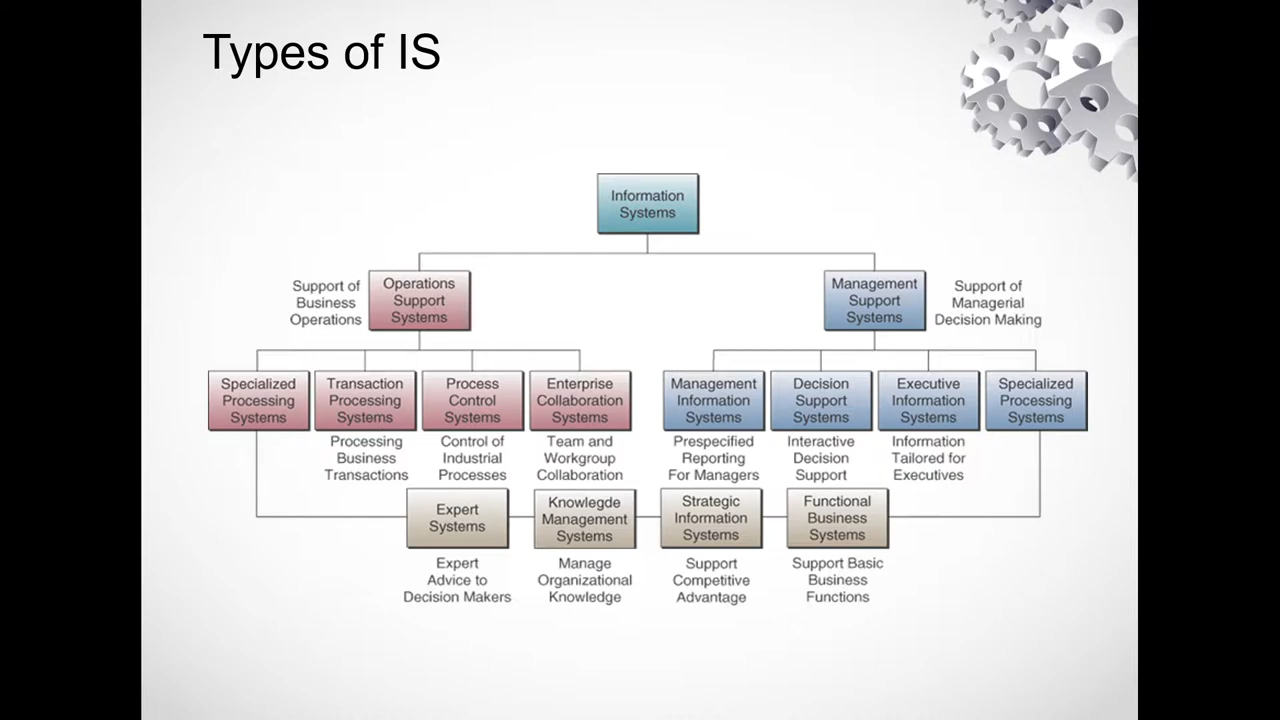 Types of IS
Information
Systems
Support of
Business
Operations
Operations
Support
Systems
Management
Support
Systems
Support of
Managerial
Decision Making
Specialized
Processing
Systems
Transaction
Processing
Systems
Process
Control
Systems
Enterprise
Collaboration
Systems
Management
Information
Systems
Decision
Support
Systems
Executive
Information
Systems
Specialized
Processing
Systems
Processing
Business
Transactions
Control of
Industrial
Processes
Team and
Workgroup
Collaboration
Prespecified
Reporting
For Managers
Interactive
Decision
Support
Information
Tailored for
Executives
Expert
Systems
Knowlegde
Management
Systems
Strategic
Information
Systems
Functional
Business
Systems
Expert
Advice to
Decision Makers
Manage
Organizational
Knowledge
Support
Competitive
Advantage
Support Basic
Business
Functions